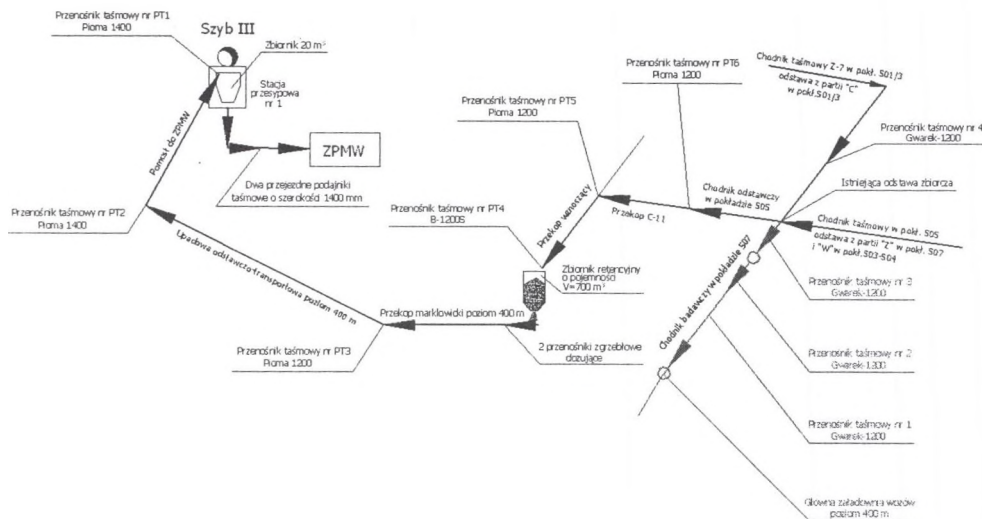 Przenośnik taśmowy nr PT1
Pioma 1400
Szyb III
Zbiornik 20 m³
Stacja
przesypowa
nr 1
Pomost do ZPMW
ZPMW
Dwa przejezdne podajniki
taśmowe o szerokości 1400 mm
Przenośnik taśmowy nr PT2
Pioma 1400
Upadowa odstawczo-transportowa poziom 400 m
Przenośnik taśmowy nr PT3
Pioma 1200
Przekop marklowicki poziom 400 m
2 przenośniki zgrzebłowe
dozujące
Zbiornik retencyjny
o pojemności
V=700 m³
Przenośnik taśmowy nr PT4
B-1200S
Przekop wznoszący
Przenośnik taśmowy nr PT5
Pioma 1200
Przekop C-11
Przenośnik taśmowy nr PT6
Pioma 1200
Chodnik odstawczy
w pokładzie 505
Chodnik taśmowy Z-7 w pokł. 501/3
odstawa z partii "C"
w pokł.501/3
Przenośnik taśmowy nr 4
Gwarek-1200
Istniejąca odstawa zbiorcza
Chodnik taśmowy w pokł. 505
odstawa z partii "Z" w pokł. 507
i "W" w pokł.503-504
Przenośnik taśmowy nr 3
Gwarek-1200
Chodnik badawczy w pokładzie 507
Przenośnik taśmowy nr 2
Gwarek-1200
Przenośnik taśmowy nr 1
Gwarek-1200
Główna załadownia wozów
poziom 400 m